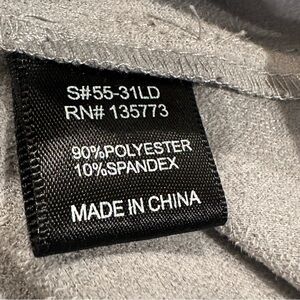 S#55-31LD
RN# 135773
90%POLYESTER
10%SPANDEX
MADE IN CHINA